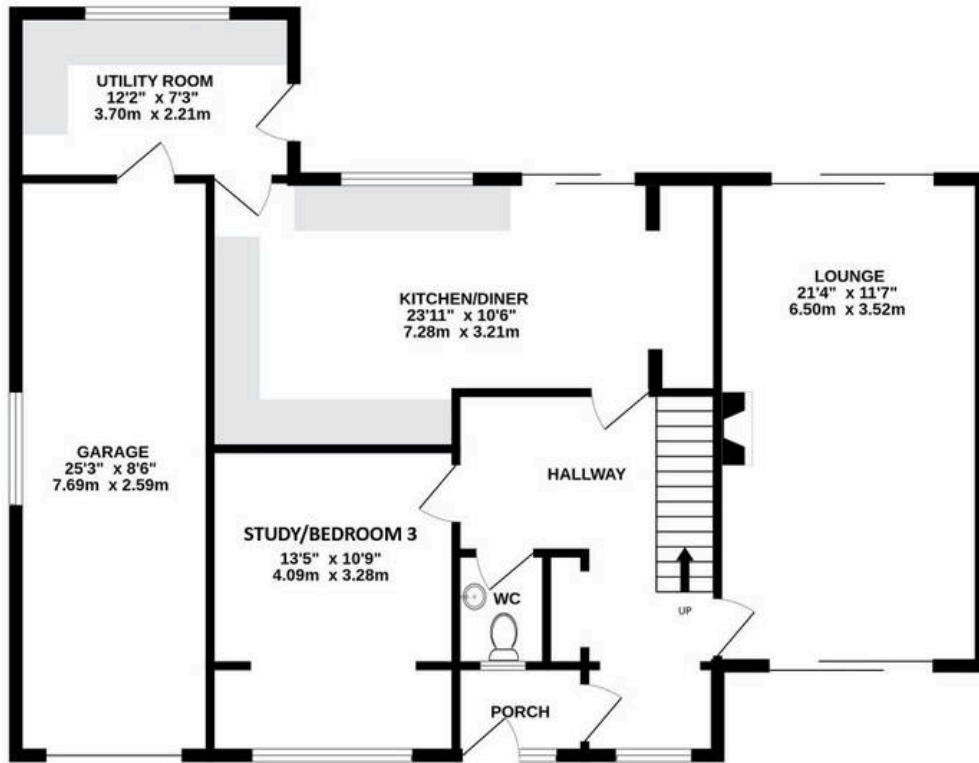 UTILITY ROOM
12'2" x 7'3"
3.70m x 2.21m
LOUNGE
21'4" x 11'7"
6.50m x 3.52m
KITCHEN/DINER
23'11" x 10'6"
7.28m x 3.21m
GARAGE
25'3" x 8'6"
7.69m x 2.59m
HALLWAY
STUDY/BEDROOM 3
13'5" x 10'9"
4.09m x 3.28m
WC
UP
PORCH